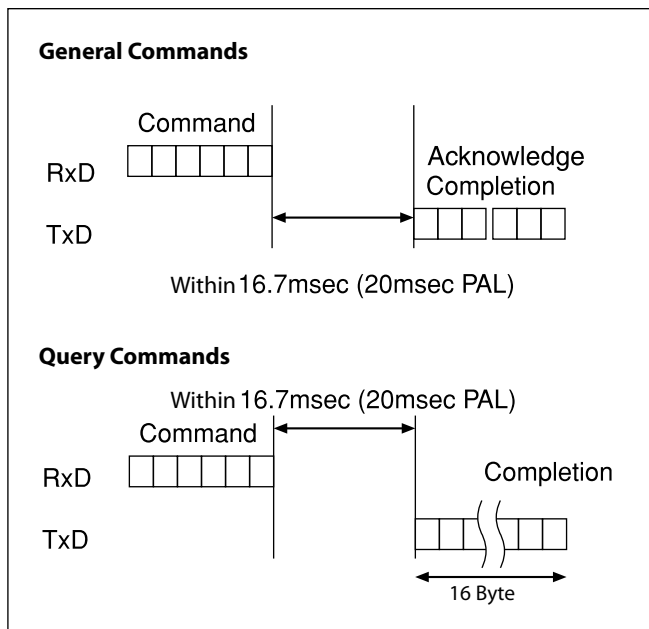 General Commands
Command
RxD
Acknowledge
Completion
TxD
Within 16.7msec (20msec PAL)
Query Commands
Within 16.7msec (20msec PAL)
Command
RxD
Completion
TxD
16 Byte